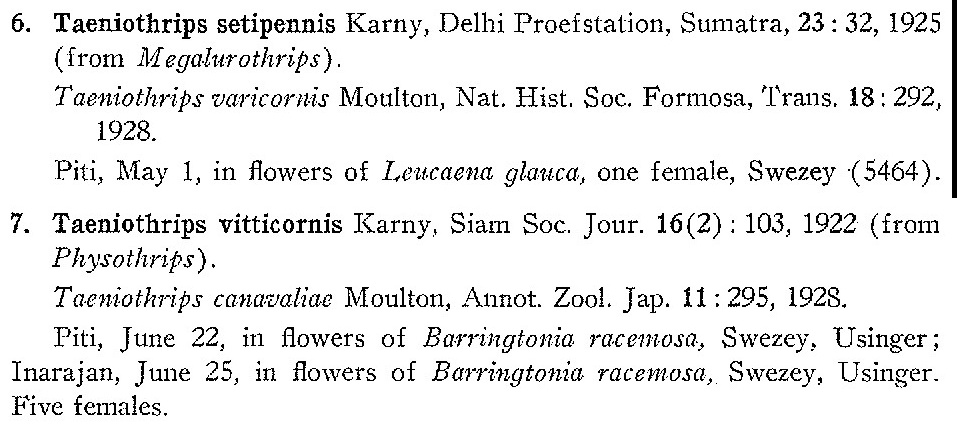 6. Taeniothrips setipennis Karny, Delhi Proefstation, Sumatra, 23 : 32, 1925
(from Megalurothrips).
Taeniothrips varicornis Moulton, Nat. Hist. Soc. Formosa, Trans. 18 : 292,
1928.
Piti, May 1, in flowers of Leucaena glauca, one female, Swezey (5464).
7. Taeniothrips vitticornis Karny, Siam Soc. Jour. 16(2) : 103, 1922 (from
Physothrips).
Taeniothrips canavaliae Moulton, Annot. Zool. Jap. 11 : 295, 1928.
Piti, June 22, in flowers of Barringtonia racemosa, Swezey, Usinger;
Inarajan, June 25, in flowers of Barringtonia racemosa, Swezey, Usinger.
Five females.